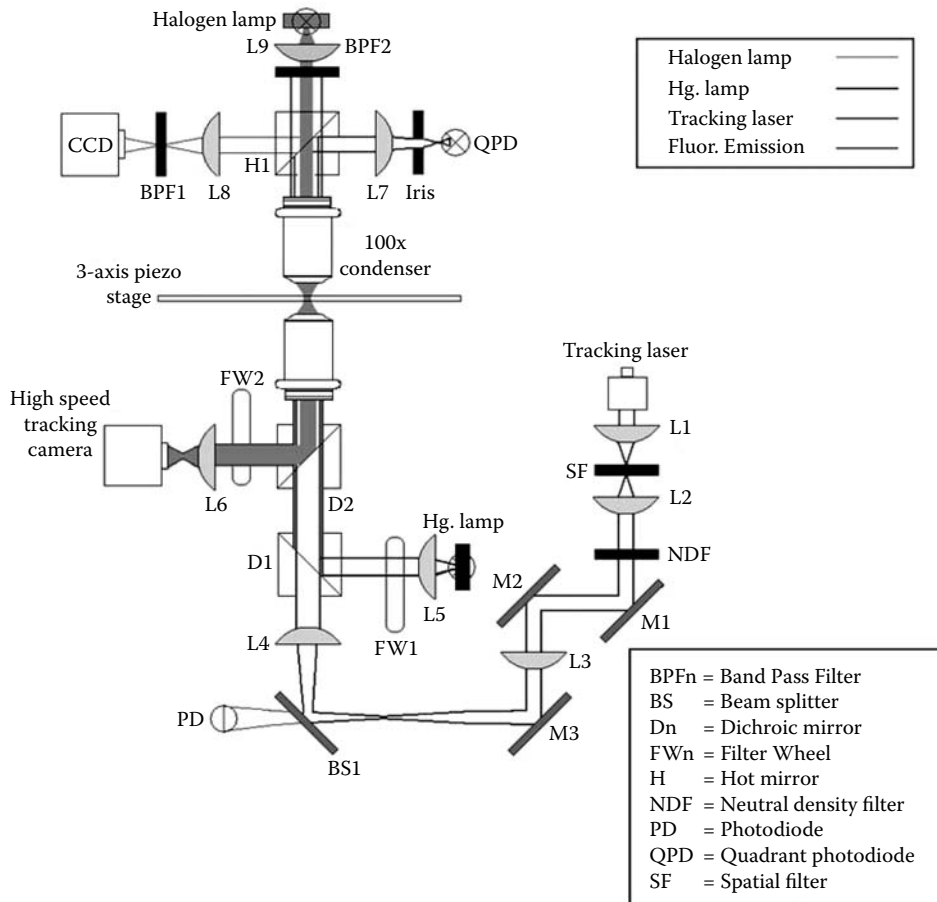 Halogen lamp
L9
BPF2
CCD
H1
QPD
BPF1
L8
L7
Iris
100x
condenser
3-axis piezo
stage
FW2
High speed
tracking
camera
L6
D2
D1
Hg. lamp
L5
FW1
L4
PD
BS1
Tracking laser
L1
SF
L2
NDF
M2
M1
L3
M3
Halogen lamp
Hg. lamp
Tracking laser
Fluor. Emission
BPFn = Band Pass Filter
BS = Beam splitter
Dn = Dichroic mirror
FWn = Filter Wheel
H = Hot mirror
NDF = Neutral density filter
PD = Photodiode
QPD = Quadrant photodiode
SF = Spatial filter